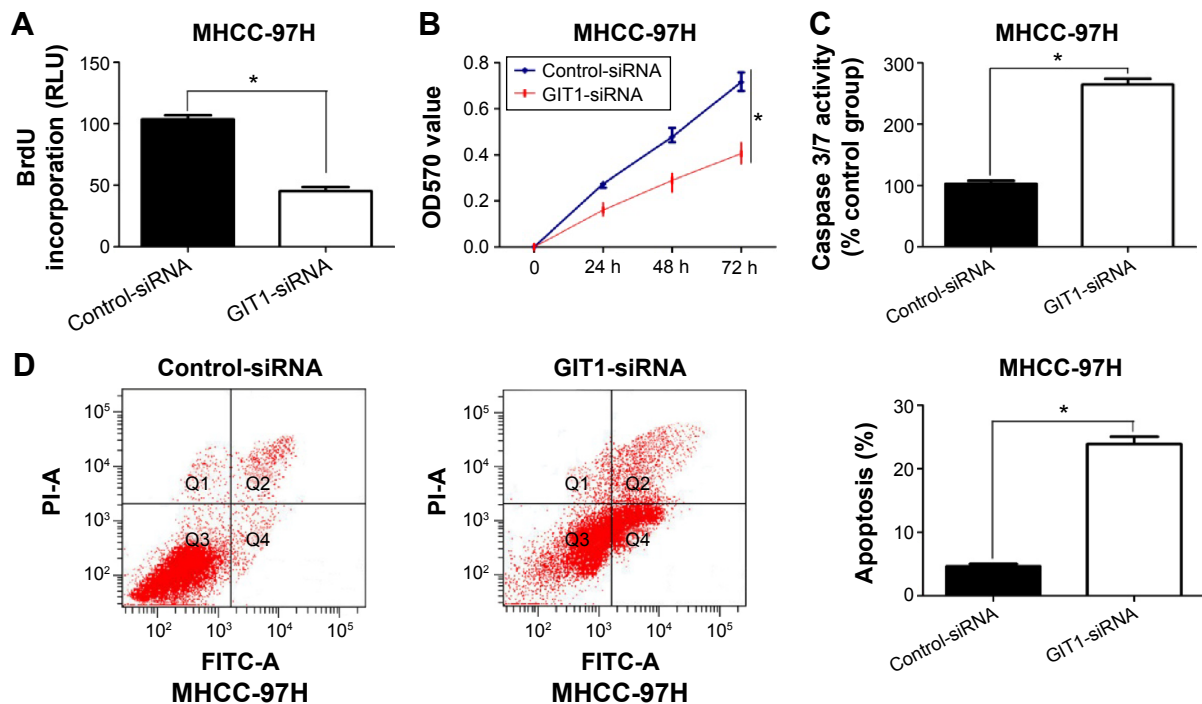 A
MHCC-97H
BrdU
incorporation (RLU)
150
100
50
0
*
Control-siRNA
GIT1-siRNA
B
MHCC-97H
OD570 value
0.8
0.6
0.4
0.2
0.0
Control-siRNA
GIT1-siRNA
*
0
24 h
48 h
72 h
C
MHCC-97H
Caspase 3/7 activity
(% control group)
300
200
100
0
*
Control-siRNA
GIT1-siRNA
D
Control-siRNA
PI-A
10⁵
10⁴
10³
10²
Q1
Q2
Q3
Q4
10² 10³ 10⁴ 10⁵
FITC-A
MHCC-97H
GIT1-siRNA
PI-A
10⁵
10⁴
10³
10²
Q1
Q2
Q3
Q4
10² 10³ 10⁴ 10⁵
FITC-A
MHCC-97H
MHCC-97H
Apoptosis (%)
30
20
10
0
*
Control-siRNA
GIT1-siRNA